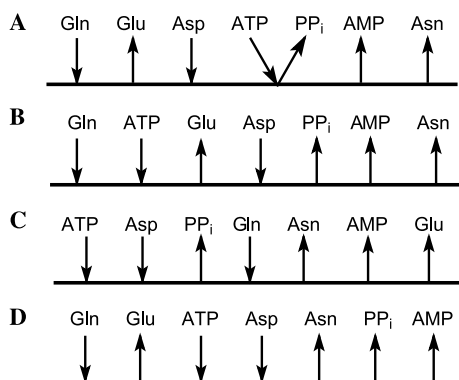 A Gln Glu Asp ATP PPi AMP Asn
B Gln ATP Glu Asp PPi AMP Asn
C ATP Asp PPi Gln Asn AMP Glu
D Gln Glu ATP Asp Asn PPi AMP